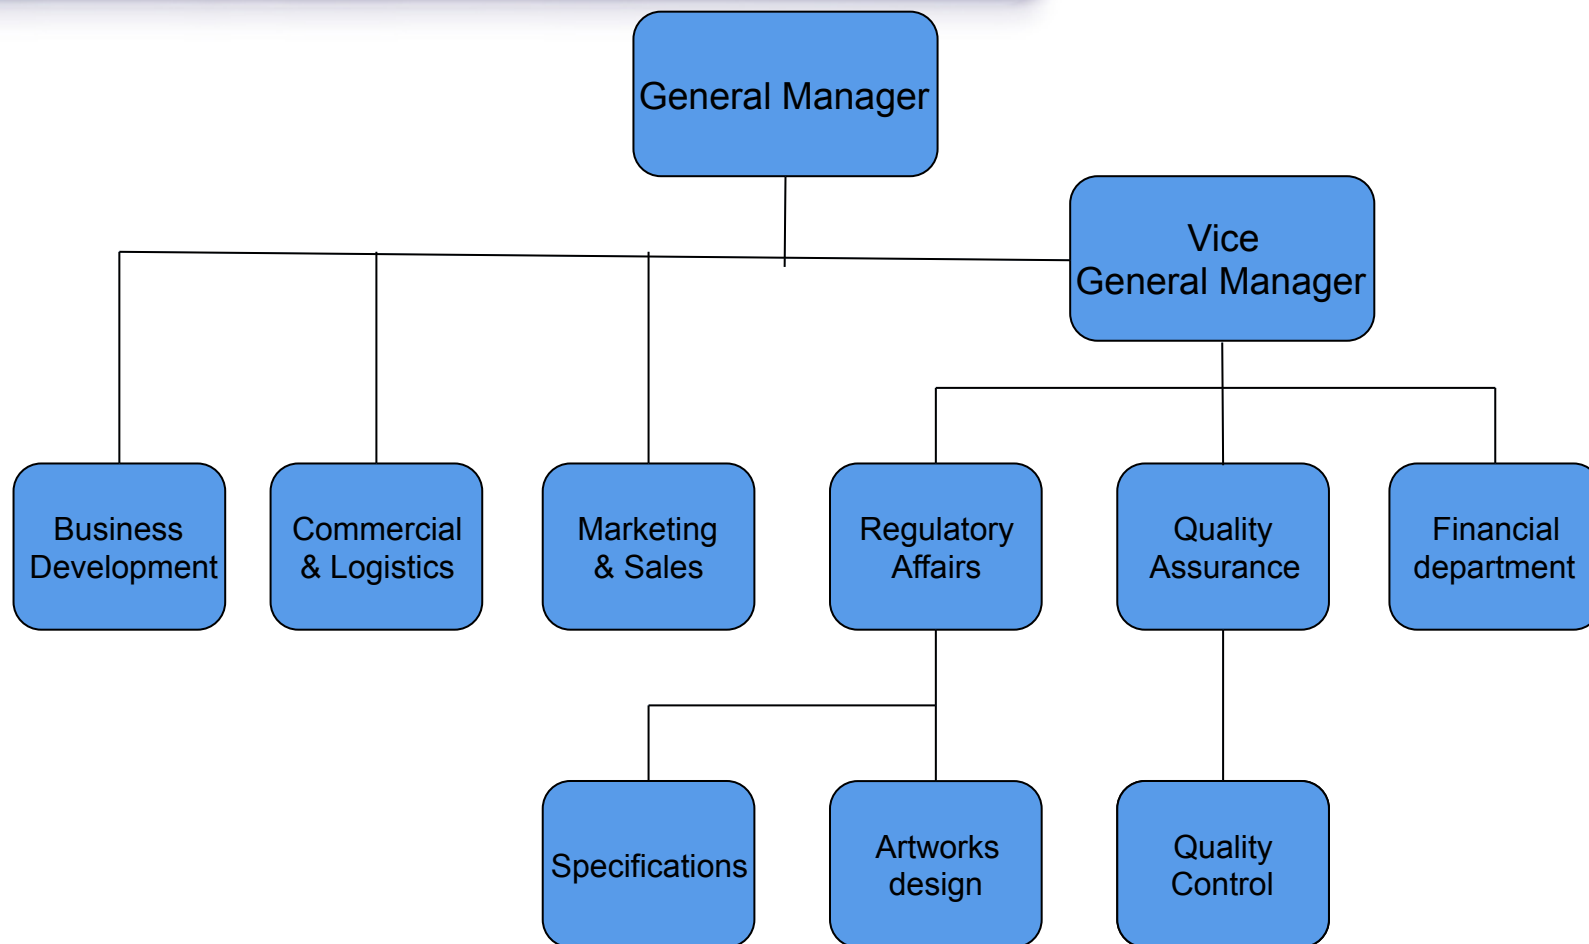 General Manager
Vice
General Manager
Business
Development
Commercial
& Logistics
Marketing
& Sales
Regulatory
Affairs
Quality
Assurance
Financial
department
Specifications
Artworks
design
Quality
Control